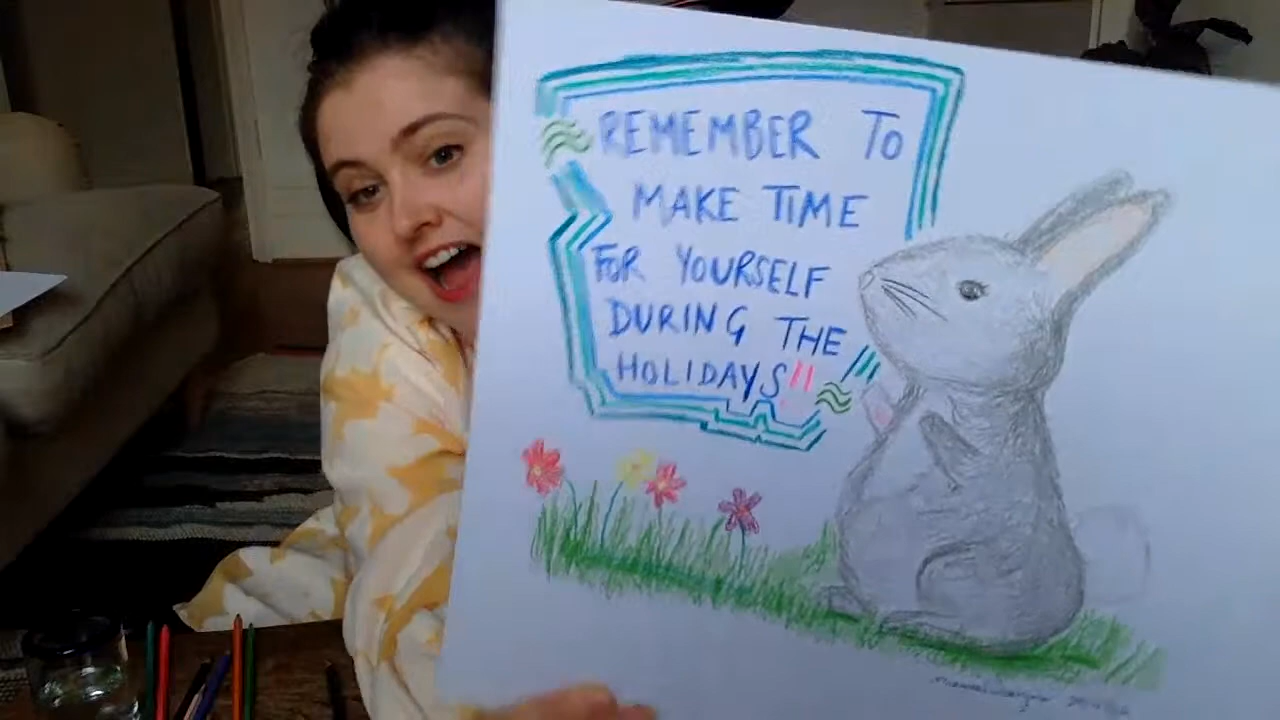 REMEMBER TO
MAKE TIME
FOR YOURSELF
DURING THE
HOLIDAYS!!